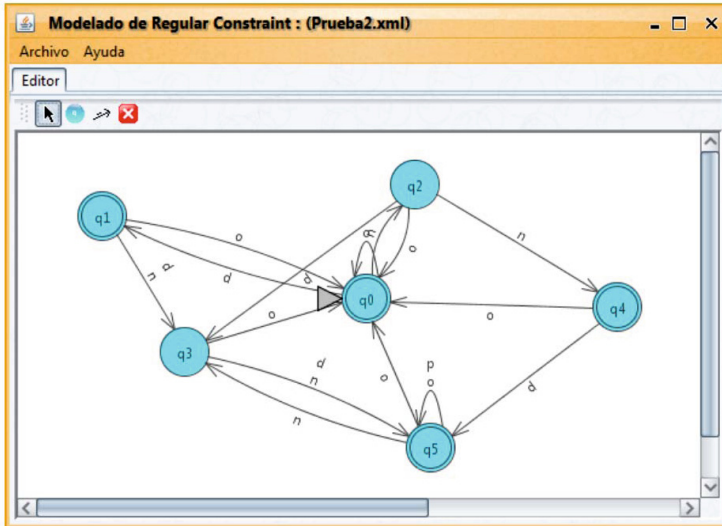 Modelado de Regular Constraint : (Prueba2.xml)
Archivo Ayuda
Editor
q2
q1
o
n
o
d
d
n
d
q0
q4
o
o
q3
d
n
o
p
o
d
n
q5